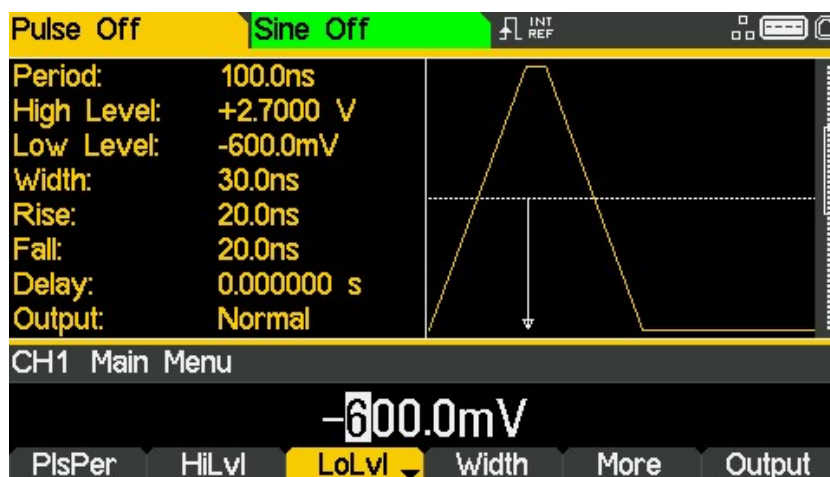 Pulse Off Sine Off INT REF
Period: 100.0ns
High Level: +2.7000 V
Low Level: -600.0mV
Width: 30.0ns
Rise: 20.0ns
Fall: 20.0ns
Delay: 0.000000 s
Output: Normal
CH1 Main Menu
-600.0mV
PlsPer HiLvl LoLvl Width More Output